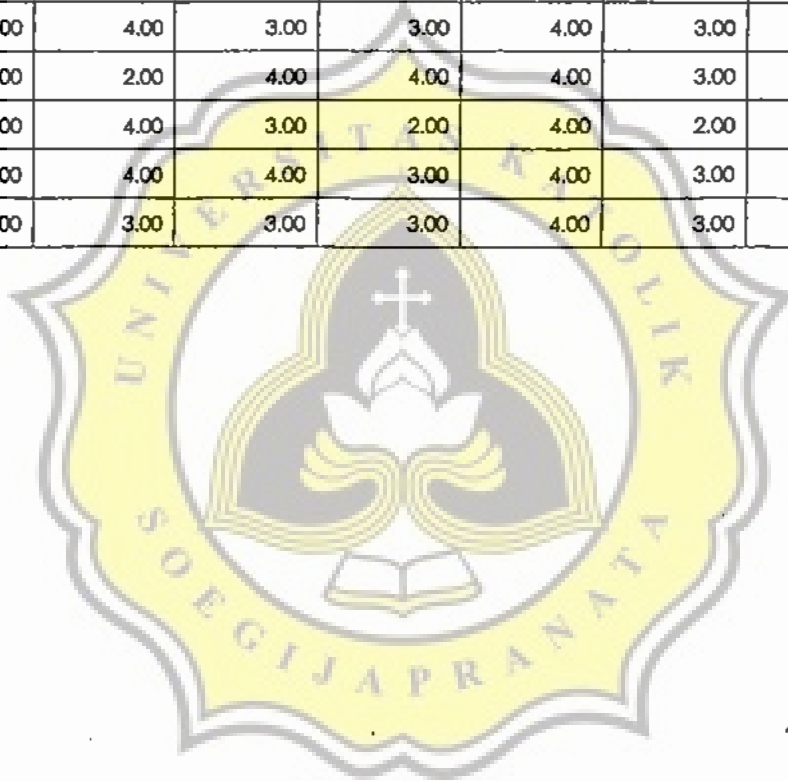 00 4.00 3.00 3.00 4.00 3.00
00 2.00 4.00 4.00 4.00 3.00
00 4.00 3.00 2.00 4.00 2.00
00 4.00 4.00 3.00 4.00 3.00
00 3.00 3.00 3.00 4.00 3.00
UNIVERSITAS KATOLIK
SOEGIJAPRANATA